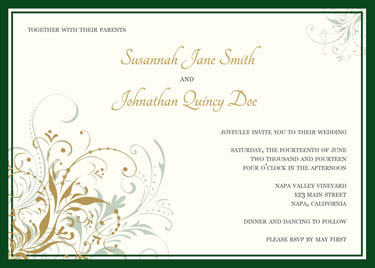 TOGETHER WITH THEIR PARENTS
Susannah Jane Smith
AND
Johnathan Quincy Doe
JOYFULLY INVITE YOU TO THEIR WEDDING
SATURDAY, THE FOURTEENTH OF JUNE
TWO THOUSAND AND FOURTEEN
FOUR O'CLOCK IN THE AFTERNOON
NAPA VALLEY VINEYARD
123 MAIN STREET
NAPA, CALIFORNIA
DINNER AND DANCING TO FOLLOW
PLEASE RSVP BY MAY FIRST